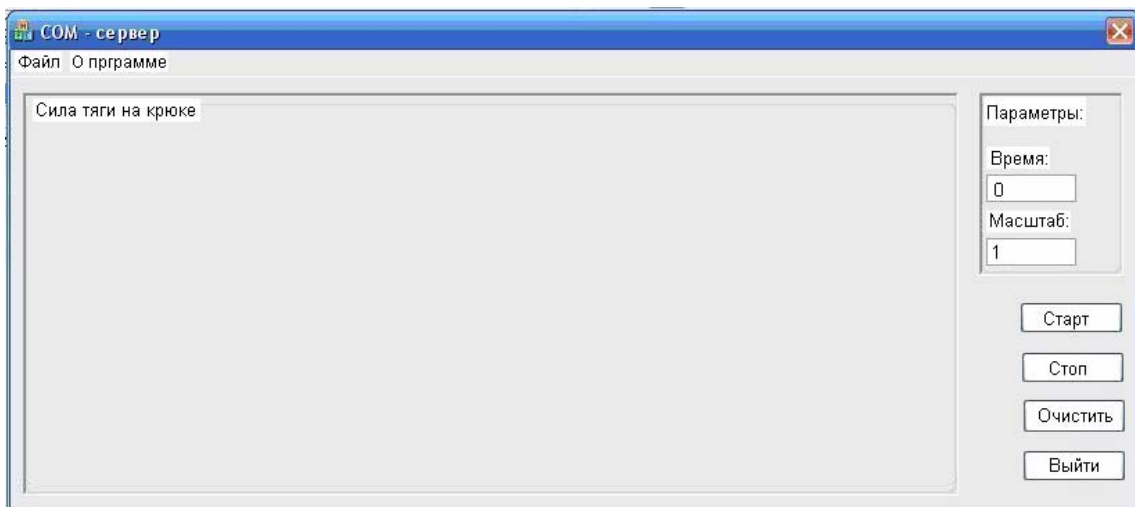 COM - сервер
Файл О прграмме
Сила тяги на крюке
Параметры:
Время:
0
Масштаб:
1
Старт
Стоп
Очистить
Выйти